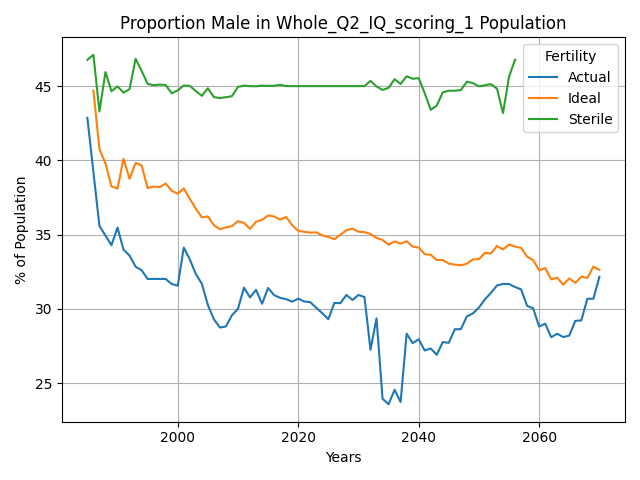 Proportion Male in Whole_Q2_IQ_scoring_1 Population
Fertility
Actual
Ideal
Sterile
% of Population
45
40
35
30
25
2000
2020
2040
2060
Years